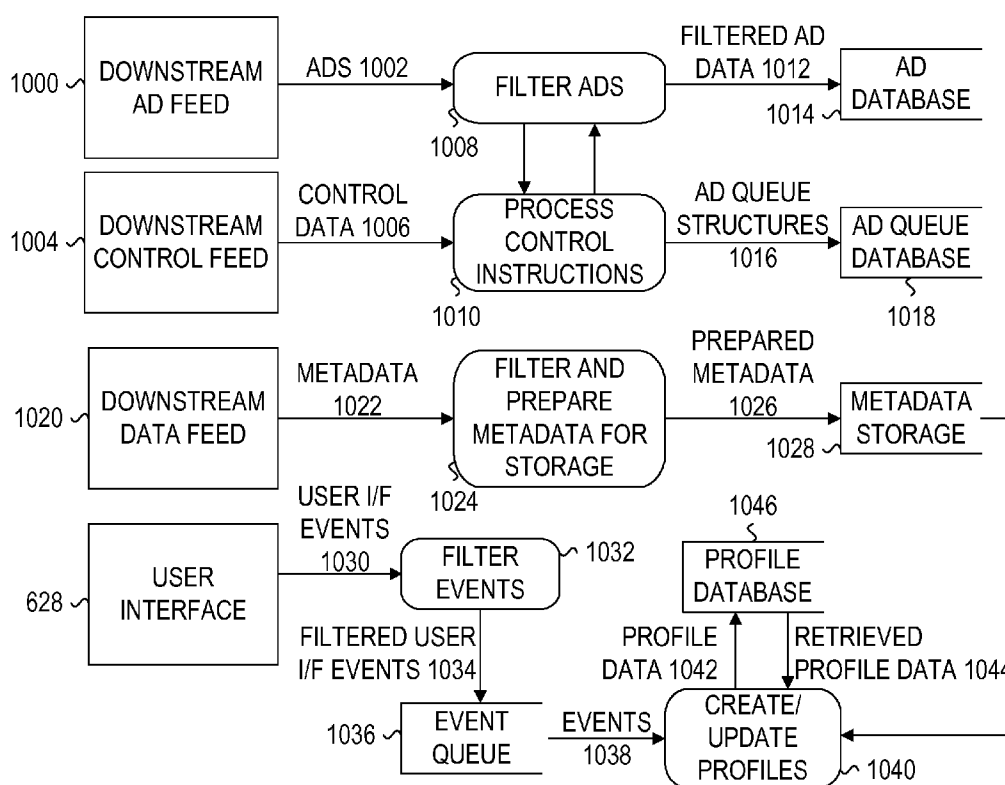 1000
DOWNSTREAM
AD FEED
ADS 1002
FILTER ADS
1008
FILTERED AD
DATA 1012
AD
DATABASE
1014
1004
DOWNSTREAM
CONTROL FEED
CONTROL
DATA 1006
PROCESS
CONTROL
INSTRUCTIONS
1010
AD QUEUE
STRUCTURES
1016
AD QUEUE
DATABASE
1018
1020
DOWNSTREAM
DATA FEED
METADATA
1022
FILTER AND
PREPARE
METADATA FOR
STORAGE
1024
PREPARED
METADATA
1026
METADATA
STORAGE
1028
628
USER
INTERFACE
USER I/F
EVENTS
1030
FILTER
EVENTS
1032
1046
PROFILE
DATABASE
FILTERED USER
I/F EVENTS 1034
PROFILE
DATA 1042
RETRIEVED
PROFILE DATA 1044
1036
EVENT
QUEUE
EVENTS
1038
CREATE/
UPDATE
PROFILES
1040